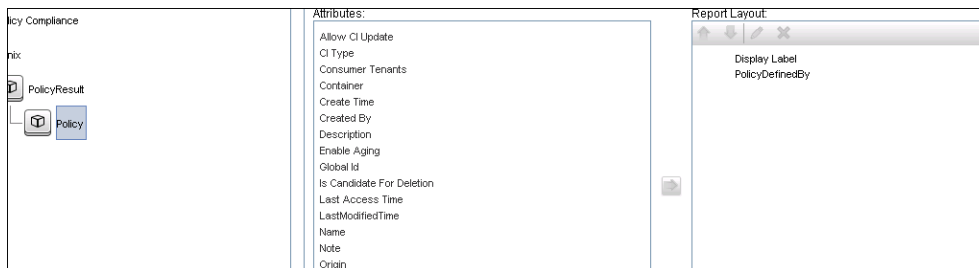 licy Compliance
nix
PolicyResult
Policy
Attributes:
Allow CI Update
CI Type
Consumer Tenants
Container
Create Time
Created By
Description
Enable Aging
Global Id
Is Candidate For Deletion
Last Access Time
LastModifiedTime
Name
Note
Origin
Report Layout:
Display Label
PolicyDefinedBy